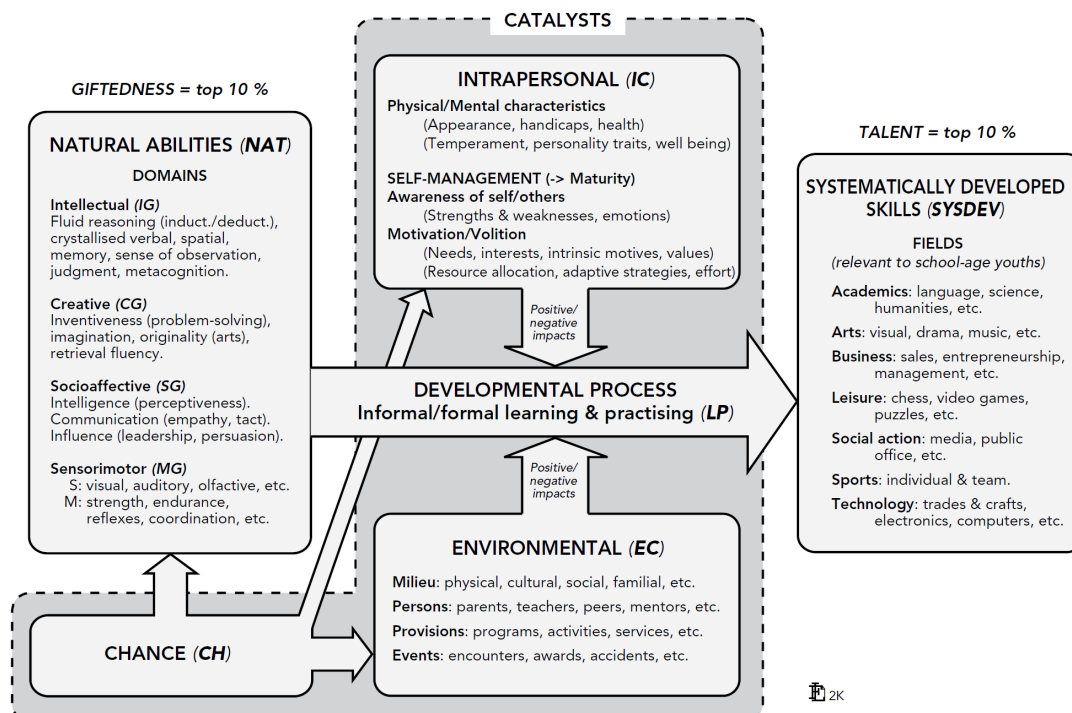 CATALYSTS
GIFTEDNESS = top 10 %
NATURAL ABILITIES (NAT)
DOMAINS
Intellectual (IG)
Fluid reasoning (induct./deduct.),
crystallised verbal, spatial,
memory, sense of observation,
judgment, metacognition.
Creative (CG)
Inventiveness (problem-solving),
imagination, originality (arts),
retrieval fluency.
Socioaffective (SG)
Intelligence (perceptiveness).
Communication (empathy, tact).
Influence (leadership, persuasion).
Sensorimotor (MG)
S: visual, auditory, olfactive, etc.
M: strength, endurance,
reflexes, coordination, etc.
CHANCE (CH)
INTRAPERSONAL (IC)
Physical/Mental characteristics
(Appearance, handicaps, health)
(Temperament, personality traits, well being)
SELF-MANAGEMENT (-> Maturity)
Awareness of self/others
(Strengths & weaknesses, emotions)
Motivation/Volition
(Needs, interests, intrinsic motives, values)
(Resource allocation, adaptive strategies, effort)
Positive/
negative
impacts
DEVELOPMENTAL PROCESS
Informal/formal learning & practising (LP)
Positive/
negative
impacts
ENVIRONMENTAL (EC)
Milieu: physical, cultural, social, familial, etc.
Persons: parents, teachers, peers, mentors, etc.
Provisions: programs, activities, services, etc.
Events: encounters, awards, accidents, etc.
TALENT = top 10 %
SYSTEMATICALLY DEVELOPED
SKILLS (SYSDEV)
FIELDS
(relevant to school-age youths)
Academics: language, science,
humanities, etc.
Arts: visual, drama, music, etc.
Business: sales, entrepreneurship,
management, etc.
Leisure: chess, video games,
puzzles, etc.
Social action: media, public
office, etc.
Sports: individual & team.
Technology: trades & crafts,
electronics, computers, etc.
2K